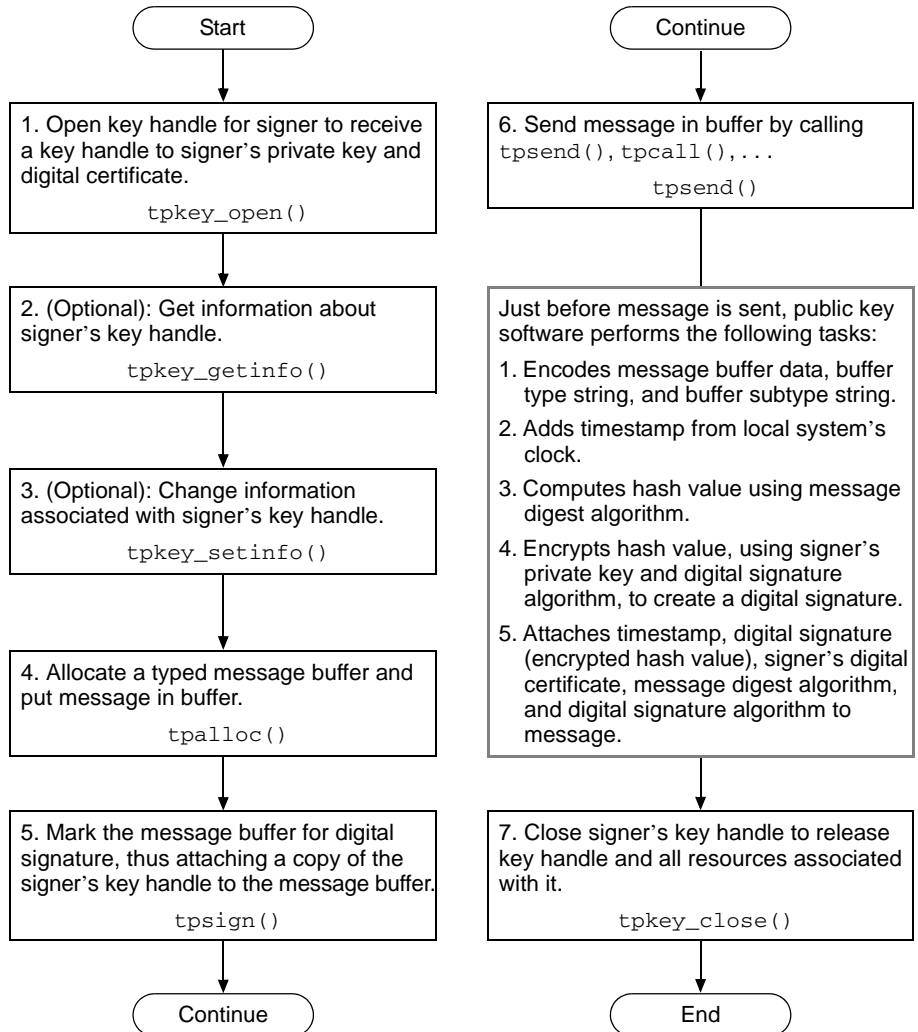 Start
1. Open key handle for signer to receive
a key handle to signer’s private key and
digital certificate.
tpkey_open()
2. (Optional): Get information about
signer’s key handle.
tpkey_getinfo()
3. (Optional): Change information
associated with signer’s key handle.
tpkey_setinfo()
4. Allocate a typed message buffer and
put message in buffer.
tpalloc()
5. Mark the message buffer for digital
signature, thus attaching a copy of the
signer’s key handle to the message buffer.
tpsign()
Continue
Continue
6. Send message in buffer by calling
tpsend(), tpcall(),...
tpsend()
Just before message is sent, public key
software performs the following tasks:
1. Encodes message buffer data, buffer
type string, and buffer subtype string.
2. Adds timestamp from local system’s
clock.
3. Computes hash value using message
digest algorithm.
4. Encrypts hash value, using signer’s
private key and digital signature
algorithm, to create a digital signature.
5. Attaches timestamp, digital signature
(encrypted hash value), signer’s digital
certificate, message digest algorithm,
and digital signature algorithm to
message.
7. Close signer’s key handle to release
key handle and all resources associated
with it.
tpkey_close()
End